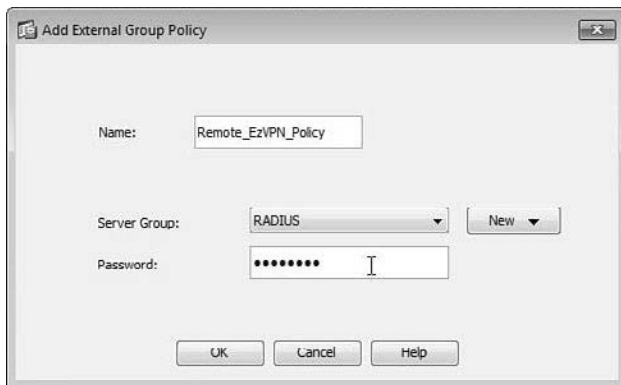 Add External Group Policy
Name: Remote_EzVPN_Policy
Server Group: RADIUS New
Password: ••••••••
OK Cancel Help